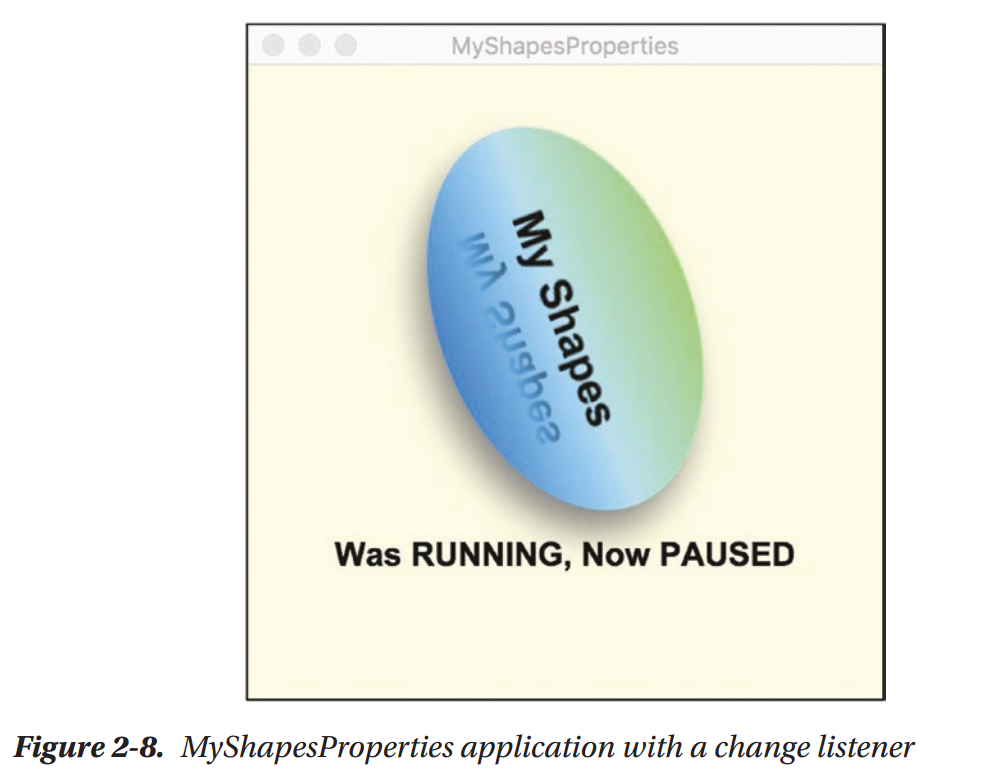 MyShapesProperties
My Shapes
My Shapes
Was RUNNING, Now PAUSED
Figure 2-8. MyShapesProperties application with a change listener